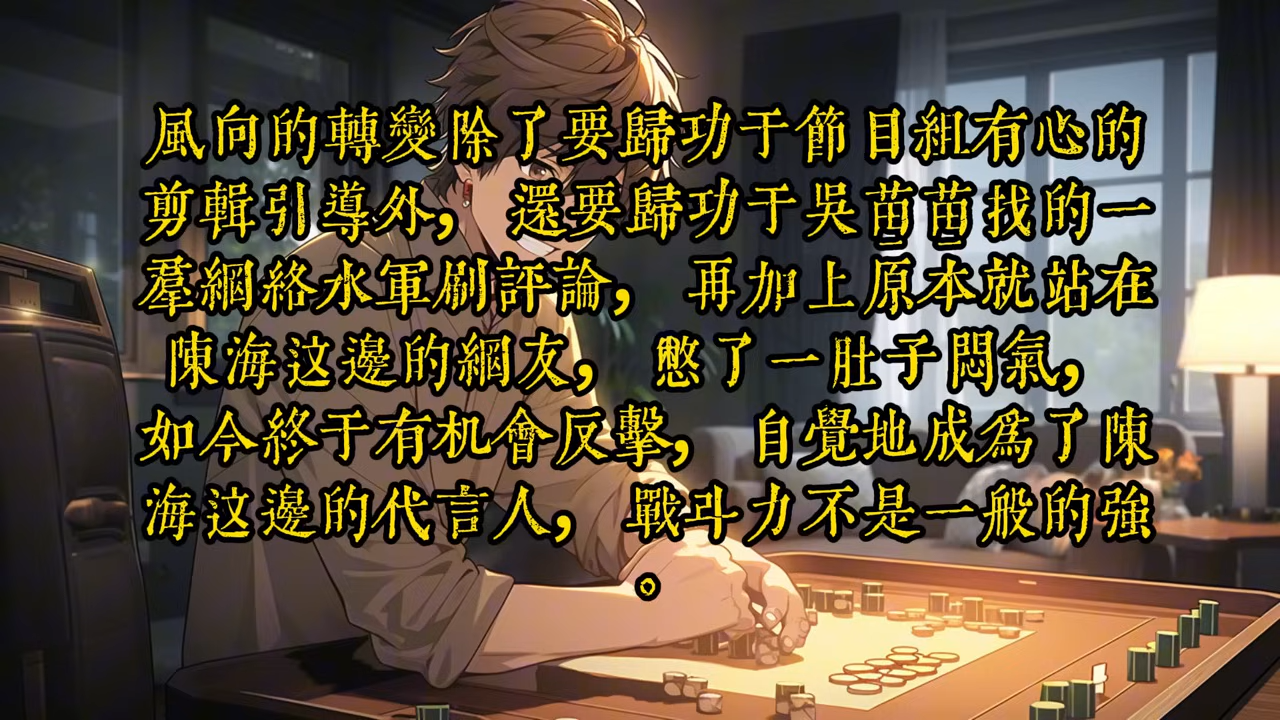 風向的轉變除了要歸功于節目組有心的
剪輯引導外， 還要歸功于吳苗苗找的一
羣網絡水軍刷評論， 再加上原本就站在
陳海这邊的網友， 憋了一肚子悶氣，
如今終于有机會反擊， 自覺地成爲了陳
海这邊的代言人， 戰斗力不是一般的強
。